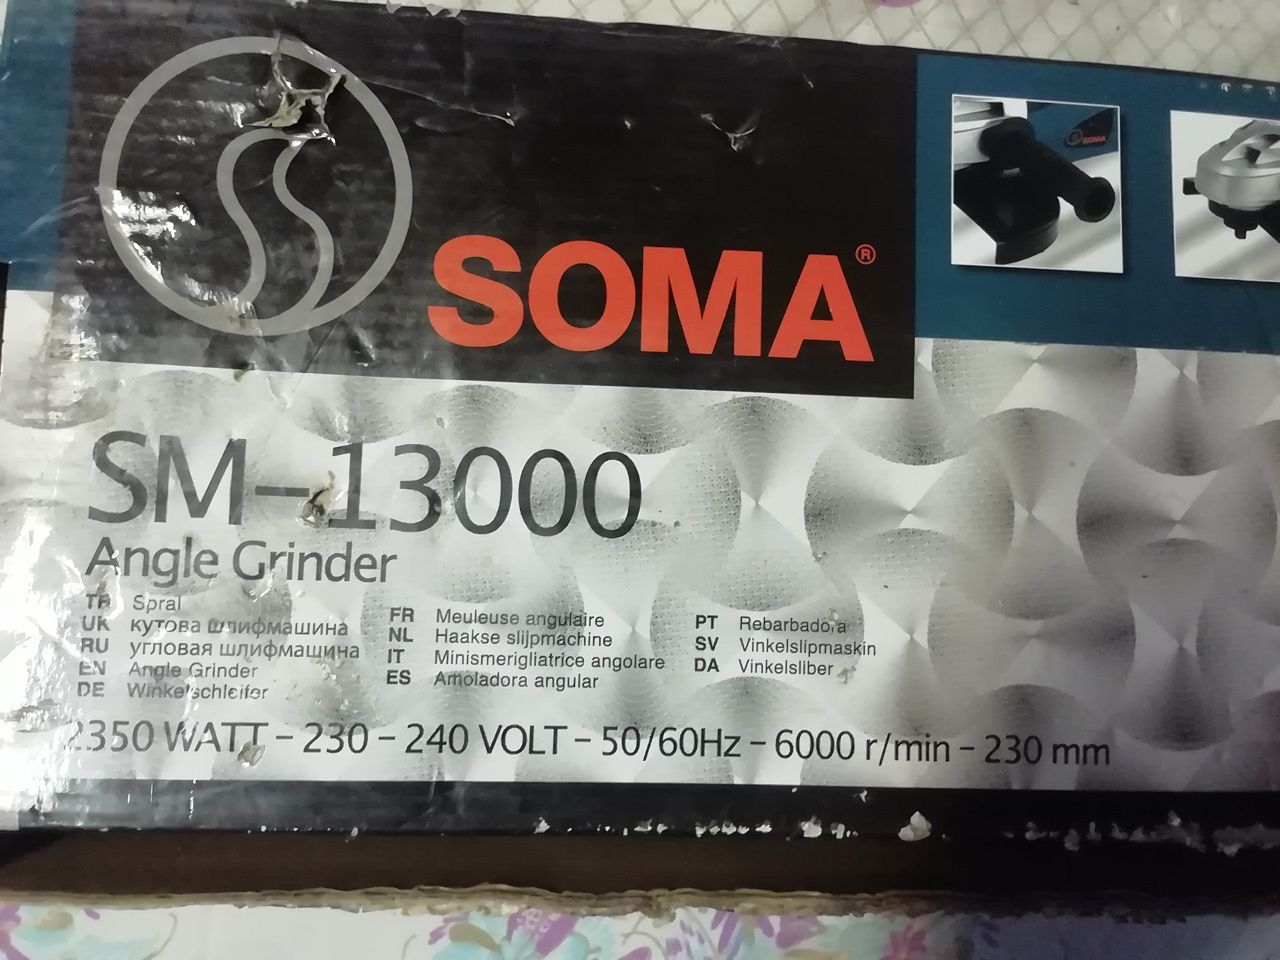 SOMA
SOMA®
SM-13000
Angle Grinder
TR Spral
UK кутова шлифмашина
RU угловая шлифмашина
EN Angle Grinder
DE Winkelschleifer
FR Meuleuse angulaire
NL Haakse slijpmachine
IT Minismerigliatrice angolare
ES Amoladora angular
PT Rebarbadora
SV Vinkelslipmaskin
DA Vinkelsliber
2350 WATT - 230 - 240 VOLT - 50/60Hz - 6000 r/min - 230 mm